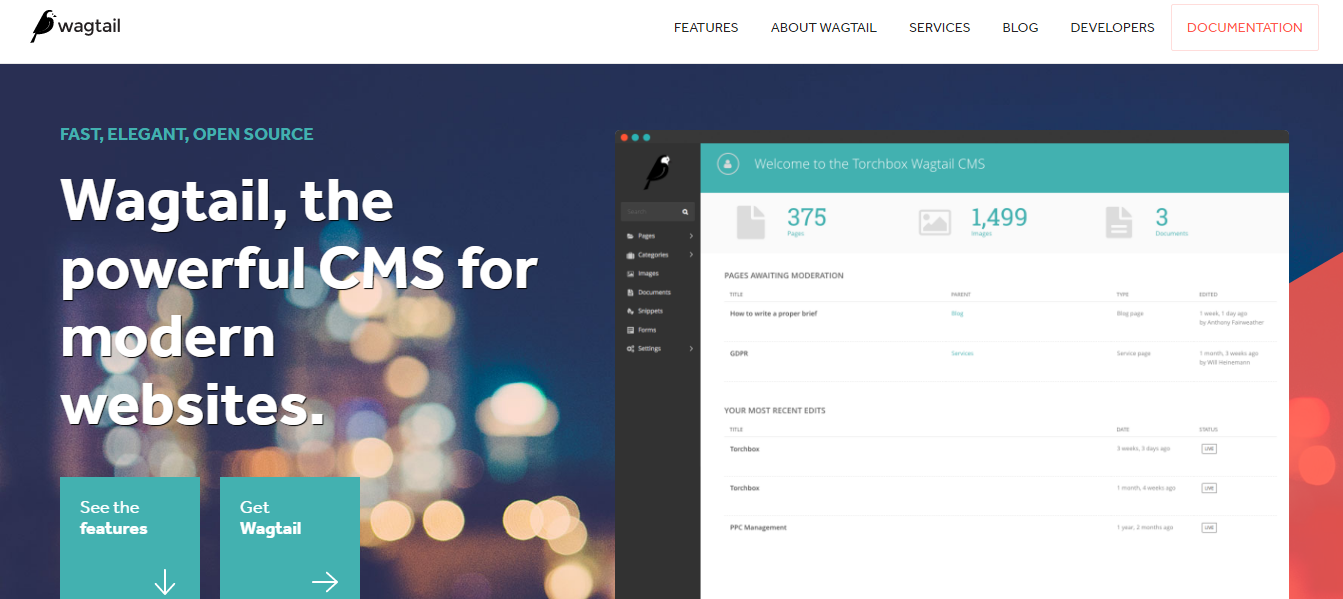 wagtail
FEATURES
ABOUT WAGTAIL
SERVICES
BLOG
DEVELOPERS
DOCUMENTATION
FAST, ELEGANT, OPEN SOURCE
Wagtail, the
powerful CMS for
modern
websites.
See the
features
Get
Wagtail
Welcome to the Torchbox Wagtail CMS
Search
Pages
Categories
Images
Documents
Snippets
Forms
Settings
375
Pages
1,499
Images
3
Documents
PAGES AWAITING MODERATION
TITLE PARENT TYPE EDITED
How to write a proper brief Blog Blog page 1 week, 1 day ago
by Anthony Fairweather
GDPR Services Service page 1 month, 3 weeks ago
by Will Heinemann
YOUR MOST RECENT EDITS
TITLE DATE STATUS
Torchbox 3 weeks, 3 days ago LIVE
Torchbox 1 month, 4 weeks ago LIVE
PPC Management 1 year, 2 months ago LIVE